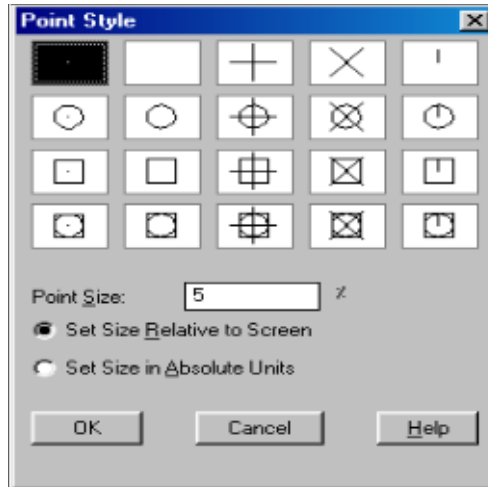 Point Style
Point Size: 5 %
Set Size Relative to Screen
Set Size in Absolute Units
OK Cancel Help